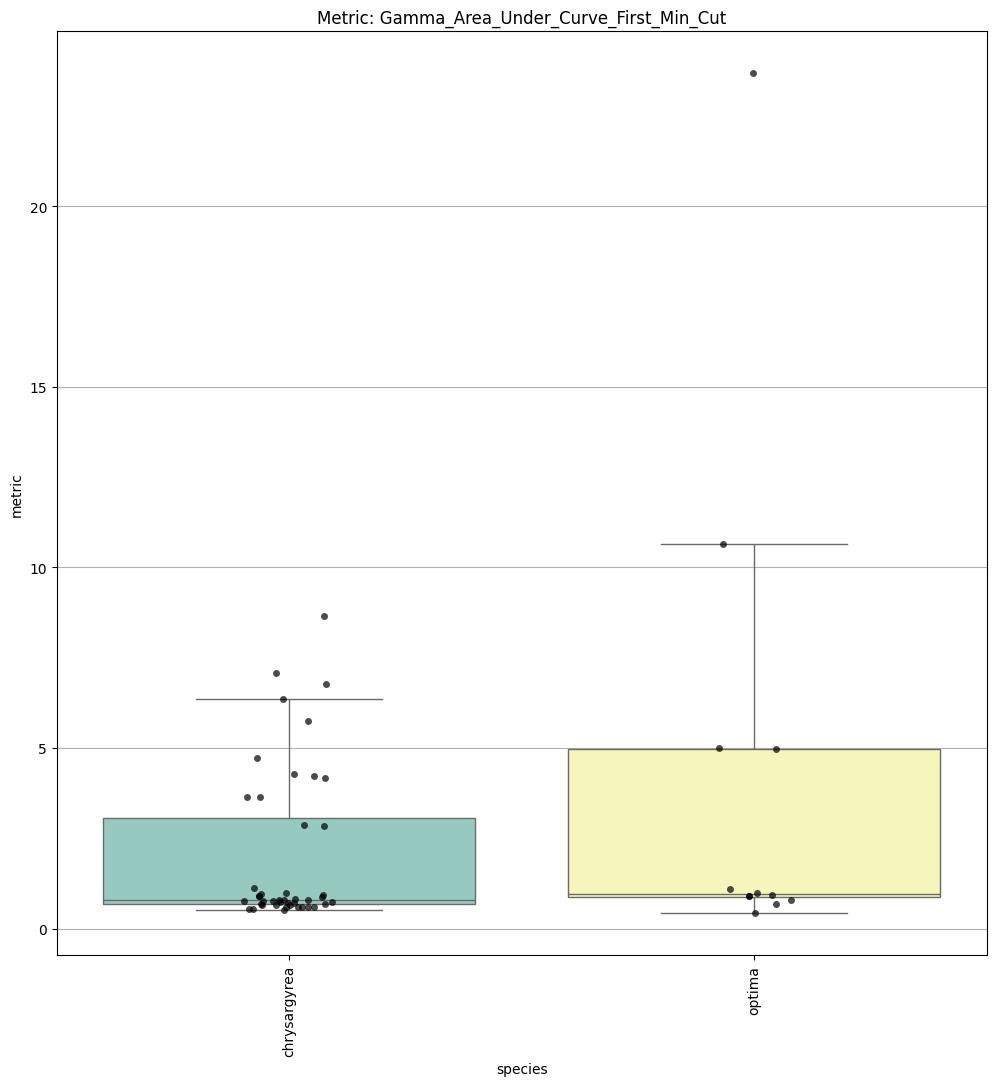 Metric: Gamma_Area_Under_Curve_First_Min_Cut
metric
20
15
10
5
0
chrysargyrea
optima
species